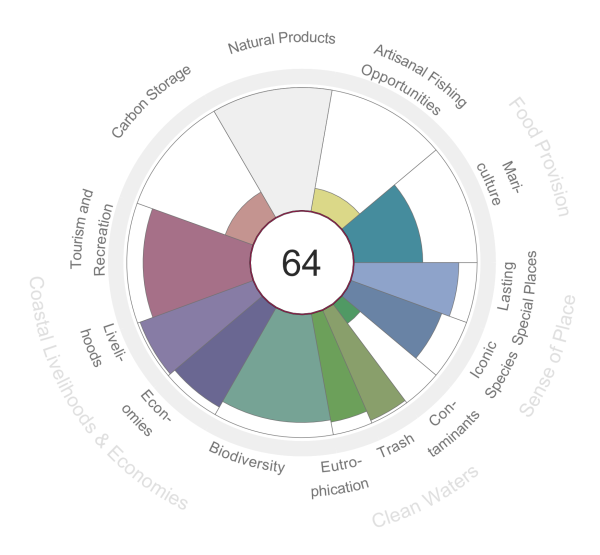 Natural Products
Artisanal Fishing
Opportunities
Food Provision
Mari-
culture
Lasting
Special Places
Sense of Place
Iconic
Species
Con-
taminants
Clean Waters
Trash
Eutro-
phication
Biodiversity
Econ-
omies
Liveli-
hoods
Coastal Livelihoods & Economies
Tourism and
Recreation
Carbon Storage
64